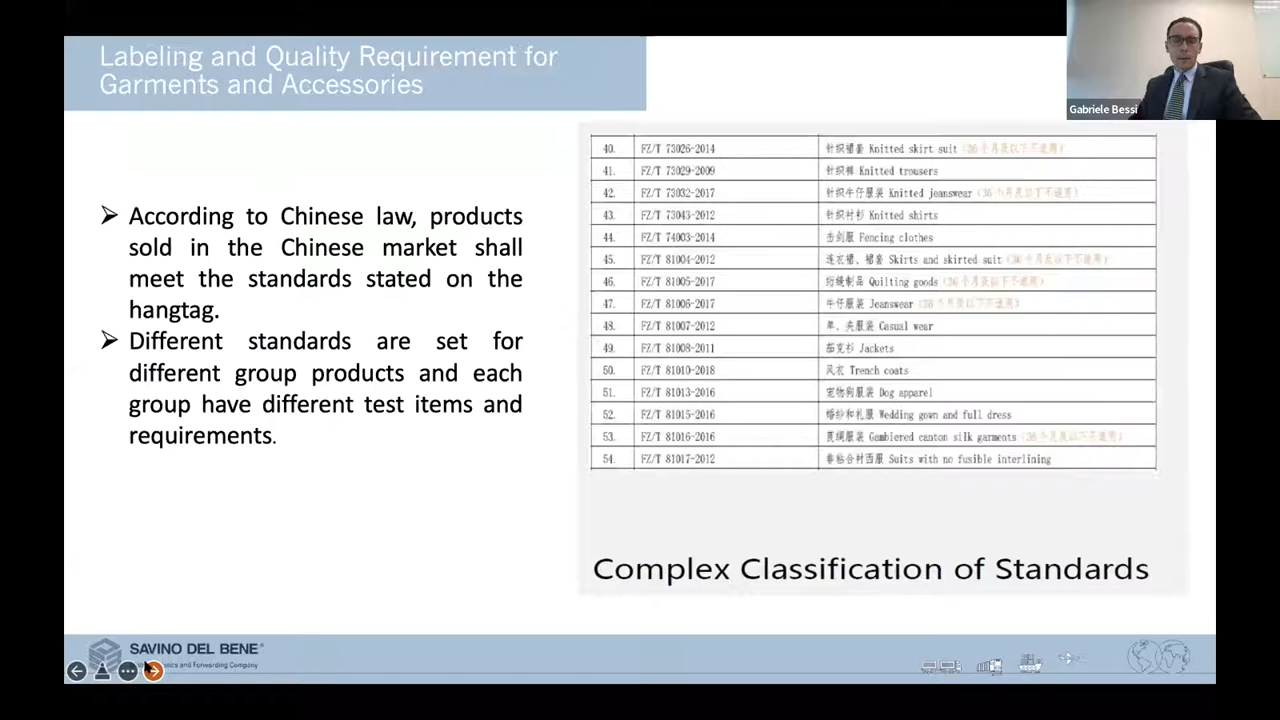 Labeling and Quality Requirement for
Garments and Accessories
Gabriele Bessi
➢ According to Chinese law, products
sold in the Chinese market shall
meet the standards stated on the
hangtag.
➢ Different standards are set for
different group products and each
group have different test items and
requirements.
40. FZ/T 73026-2014 针织裙套 Knitted skirt suit (36个月及以下不适用)
41. FZ/T 73029-2009 针织裤 Knitted trousers
42. FZ/T 73032-2017 针织牛仔服装 Knitted jeanswear (36个月及以下不适用)
43. FZ/T 73043-2012 针织衬衫 Knitted shirts
44. FZ/T 74003-2014 击剑服 Fencing clothes
45. FZ/T 81004-2012 连衣裙、裙套 Skirts and skirted suit (36个月及以下不适用)
46. FZ/T 81005-2017 绗缝制品 Quilting goods (36个月及以下不适用)
47. FZ/T 81006-2017 牛仔服装 Jeanswear (36个月及以下不适用)
48. FZ/T 81007-2012 单、夹服装 Casual wear
49. FZ/T 81008-2011 茄克衫 Jackets
50. FZ/T 81010-2018 风衣 Trench coats
51. FZ/T 81013-2016 宠物狗服装 Dog apparel
52. FZ/T 81015-2016 婚纱和礼服 Wedding gown and full dress
53. FZ/T 81016-2016 莨绸服装 Gambiered canton silk garments (36个月及以下不适用)
54. FZ/T 81017-2012 非粘合衬西服 Suits with no fusible interlining
Complex Classification of Standards
SAVINO DEL BENE®
and Forwarding Company